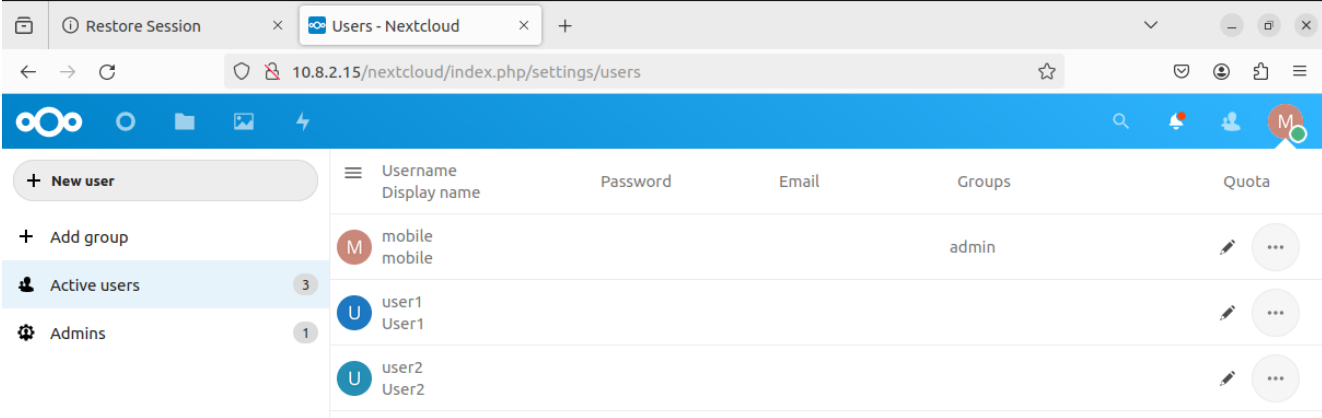 Restore Session
Users - Nextcloud
10.8.2.15/nextcloud/index.php/settings/users
M
New user
Username
Display name
Password
Email
Groups
Quota
Add group
M
mobile
mobile
admin
Active users
3
U
user1
User1
Admins
1
U
user2
User2